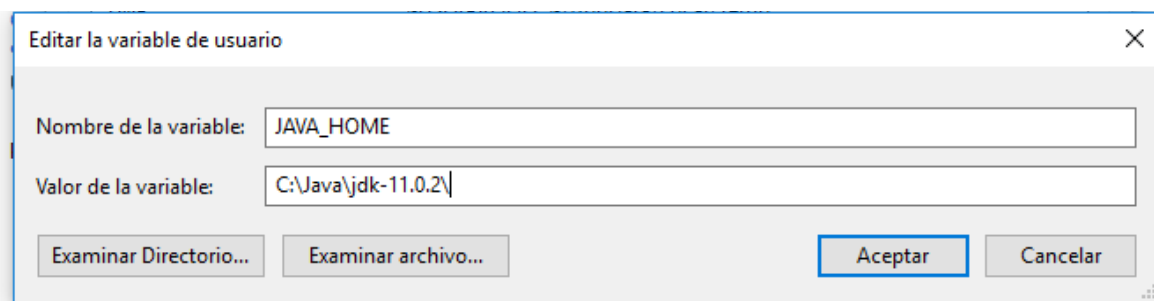 Editar la variable de usuario
Nombre de la variable: JAVA_HOME
Valor de la variable: C:\Java\jdk-11.0.2\
Examinar Directorio... Examinar archivo... Aceptar Cancelar